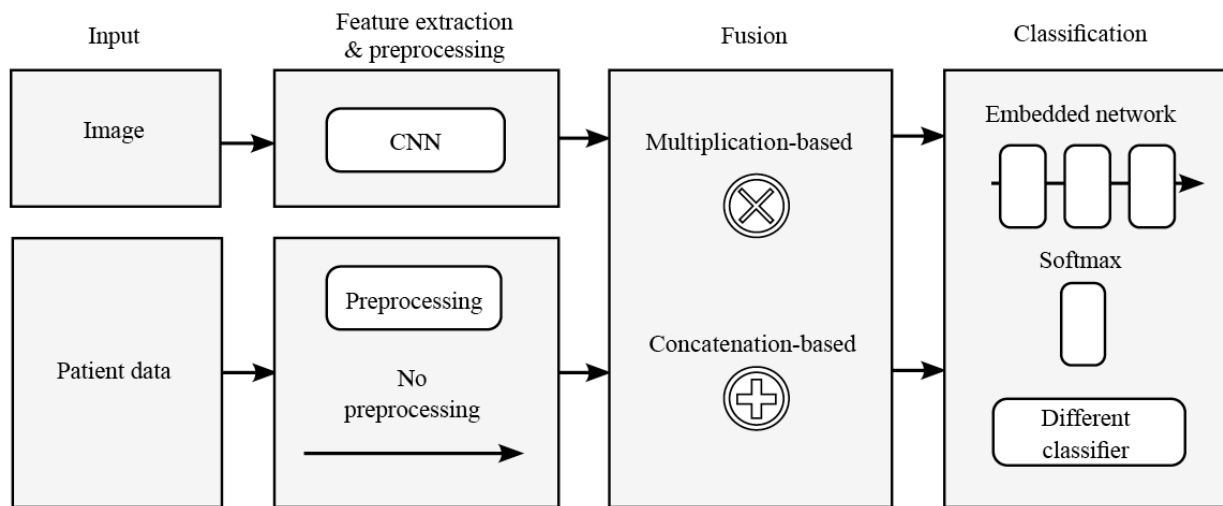 Input
Feature extraction
& preprocessing
Fusion
Classification
Image
CNN
Patient data
Preprocessing
No
preprocessing
Multiplication-based
Concatenation-based
Embedded network
Softmax
Different
classifier